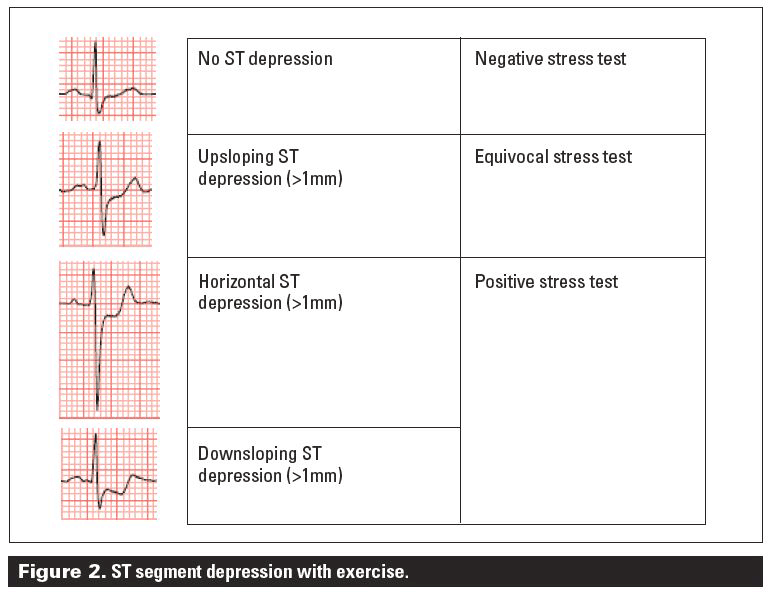 No ST depression
Negative stress test
Upsloping ST
depression (>1mm)
Equivocal stress test
Horizontal ST
depression (>1mm)
Positive stress test
Downsloping ST
depression (>1mm)
Figure 2. ST segment depression with exercise.